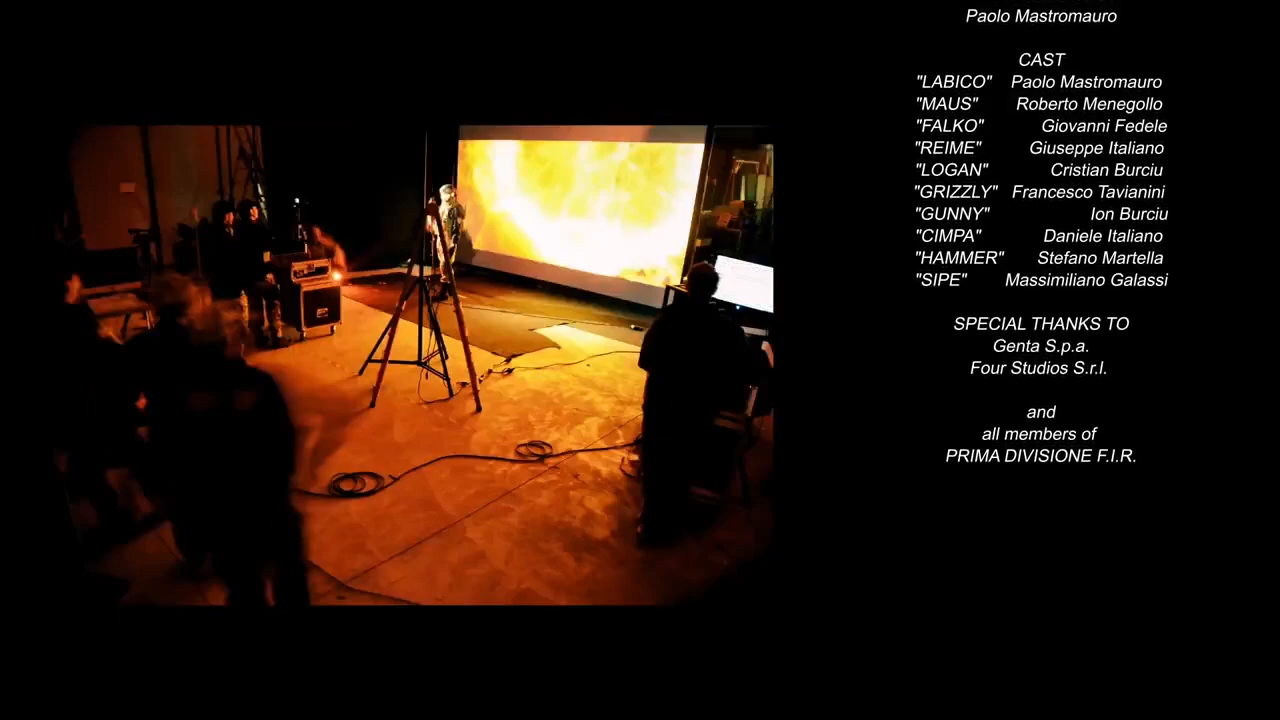 Paolo Mastromauro
CAST
"LABICO" Paolo Mastromauro
"MAUS" Roberto Menegollo
"FALKO" Giovanni Fedele
"REIME" Giuseppe Italiano
"LOGAN" Cristian Burciu
"GRIZZLY" Francesco Tavianini
"GUNNY" Ion Burciu
"CIMPA" Daniele Italiano
"HAMMER" Stefano Martella
"SIPE" Massimiliano Galassi
SPECIAL THANKS TO
Genta S.p.a.
Four Studios S.r.l.
and
all members of
PRIMA DIVISIONE F.I.R.